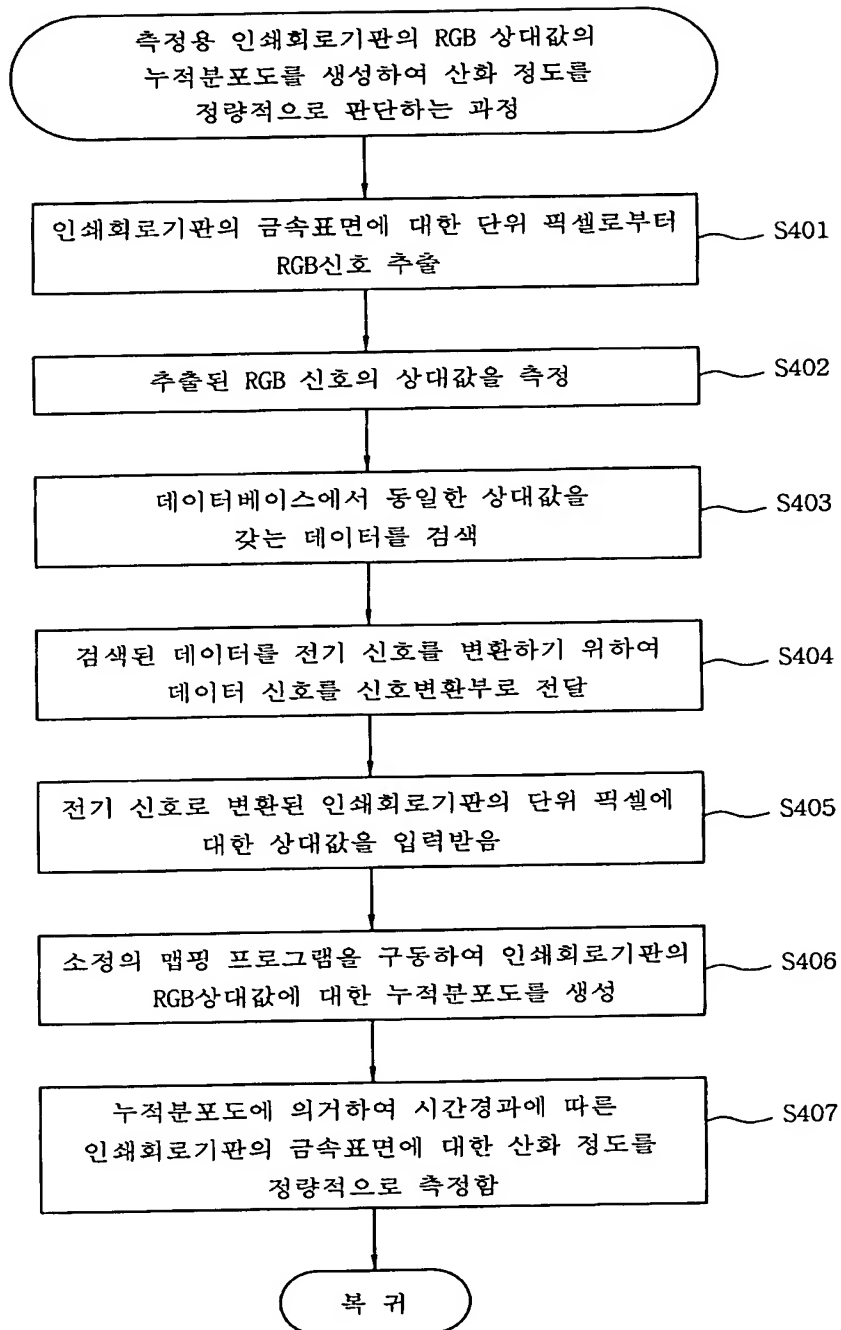 측정용 인쇄회로기판의 RGB 상대값의
누적분포도를 생성하여 산화 정도를
정량적으로 판단하는 과정
인쇄회로기판의 금속표면에 대한 단위 픽셀로부터
RGB신호 추출
S401
추출된 RGB 신호의 상대값을 측정
S402
데이터베이스에서 동일한 상대값을
갖는 데이터를 검색
S403
검색된 데이터를 전기 신호를 변환하기 위하여
데이터 신호를 신호변환부로 전달
S404
전기 신호로 변환된 인쇄회로기판의 단위 픽셀에
대한 상대값을 입력받음
S405
소정의 맵핑 프로그램을 구동하여 인쇄회로기판의
RGB상대값에 대한 누적분포도를 생성
S406
누적분포도에 의거하여 시간경과에 따른
인쇄회로기판의 금속표면에 대한 산화 정도를
정량적으로 측정함
S407
복 귀